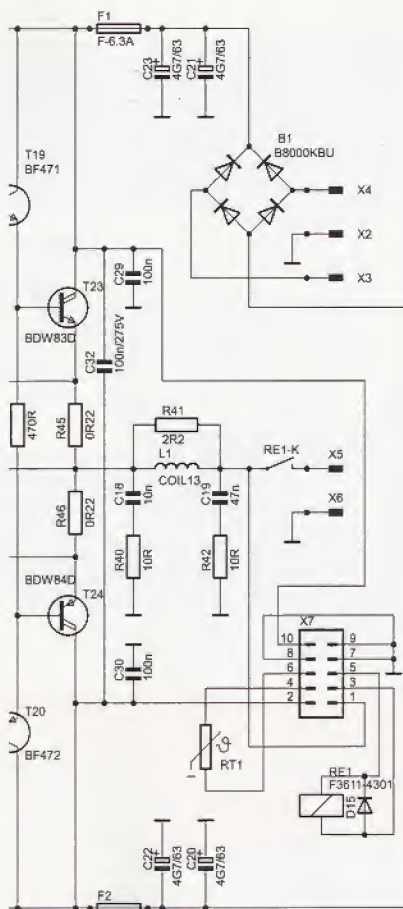 F1
F-6.3A
C23
+
4G7/63
C21
+
4G7/63
B1
B8000KBU
T19
BF471
X4
X2
X3
C29
100n
T23
BDW83D
C32
100n/275V
R41
2R2
L1
COIL13
RE1-K
X5
X6
470R
R45
0R22
R46
0R22
C18
10n
C19
47n
R40
10R
R42
10R
BDW84D
T24
C30
100n
X7
10 9
8 7
6 5
4 3
2 1
T20
BF472
ϑ
RT1
RE1
F3611-4301
D15
C22
+
4G7/63
C20
+
4G7/63
F2